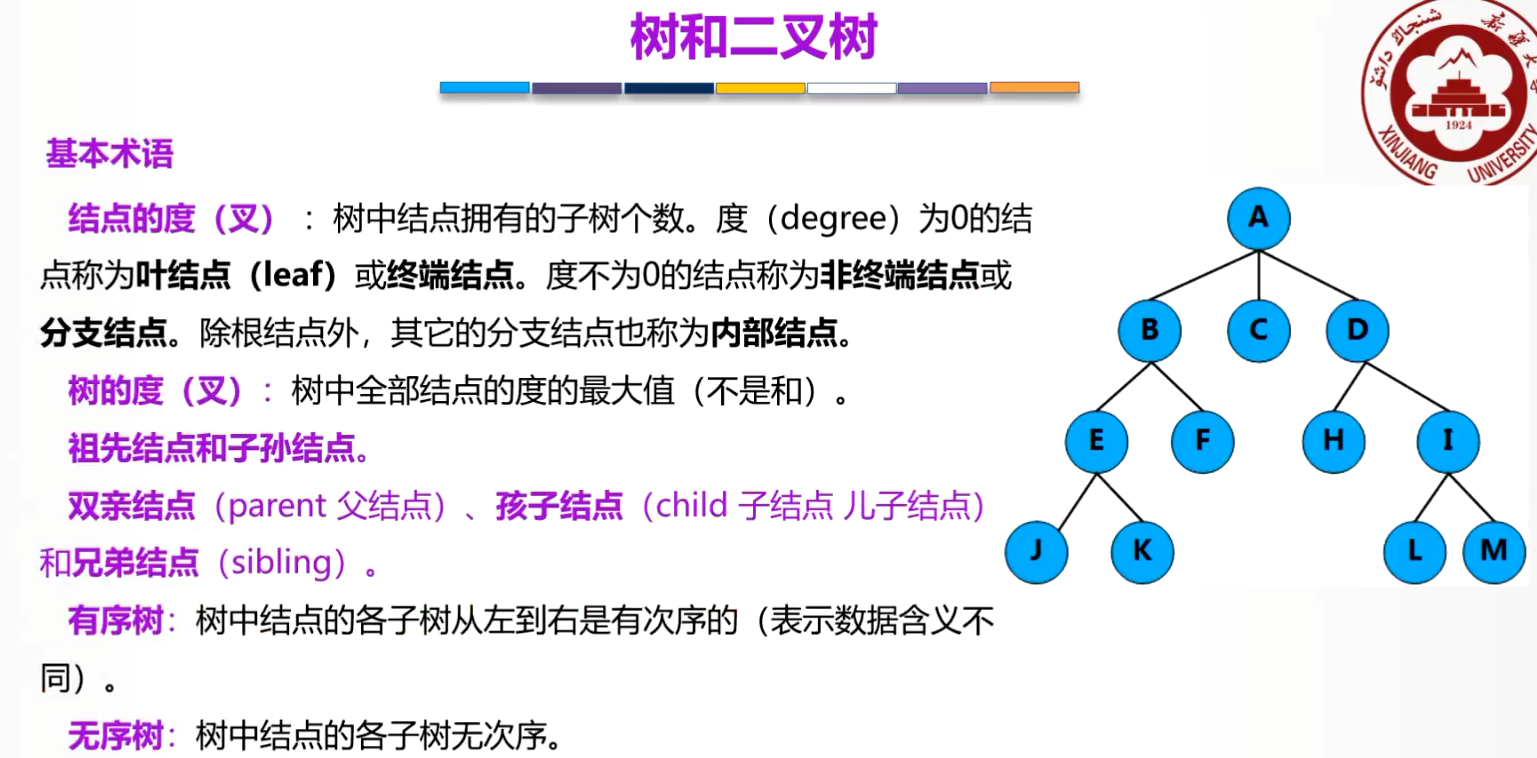 树和二叉树
شىنجاڭ داشۆ
新疆大学
1924
XINJIANG UNIVERSITY
基本术语
结点的度（叉）：树中结点拥有的子树个数。度（degree）为0的结
点称为叶结点（leaf）或终端结点。度不为0的结点称为非终端结点或
分支结点。除根结点外，其它的分支结点也称为内部结点。
树的度（叉）：树中全部结点的度的最大值（不是和）。
祖先结点和子孙结点。
双亲结点（parent 父结点）、孩子结点（child 子结点 儿子结点）
和兄弟结点（sibling）。
有序树：树中结点的各子树从左到右是有次序的（表示数据含义不
同）。
无序树：树中结点的各子树无次序。
A
B C D
E F H I
J K L M